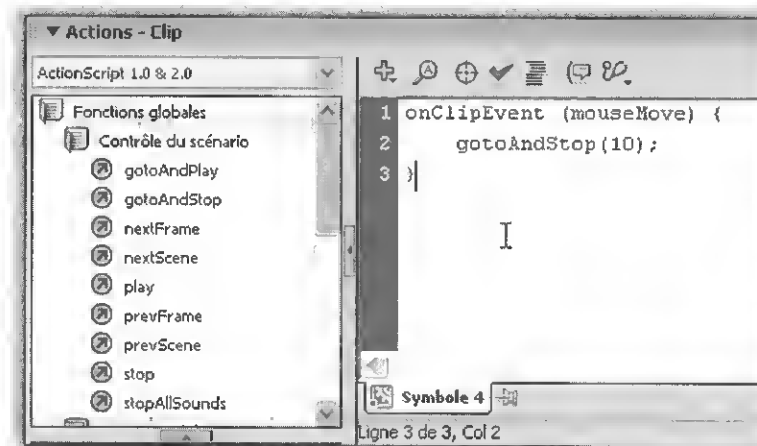 Actions - Clip
ActionScript 1.0 & 2.0
Fonctions globales
Contrôle du scénario
gotoAndPlay
gotoAndStop
nextFrame
nextScene
play
prevFrame
prevScene
stop
stopAllSounds
1 onClipEvent (mouseMove) {
2 gotoAndStop(10);
3 }
Symbole 4
Ligne 3 de 3, Col 2